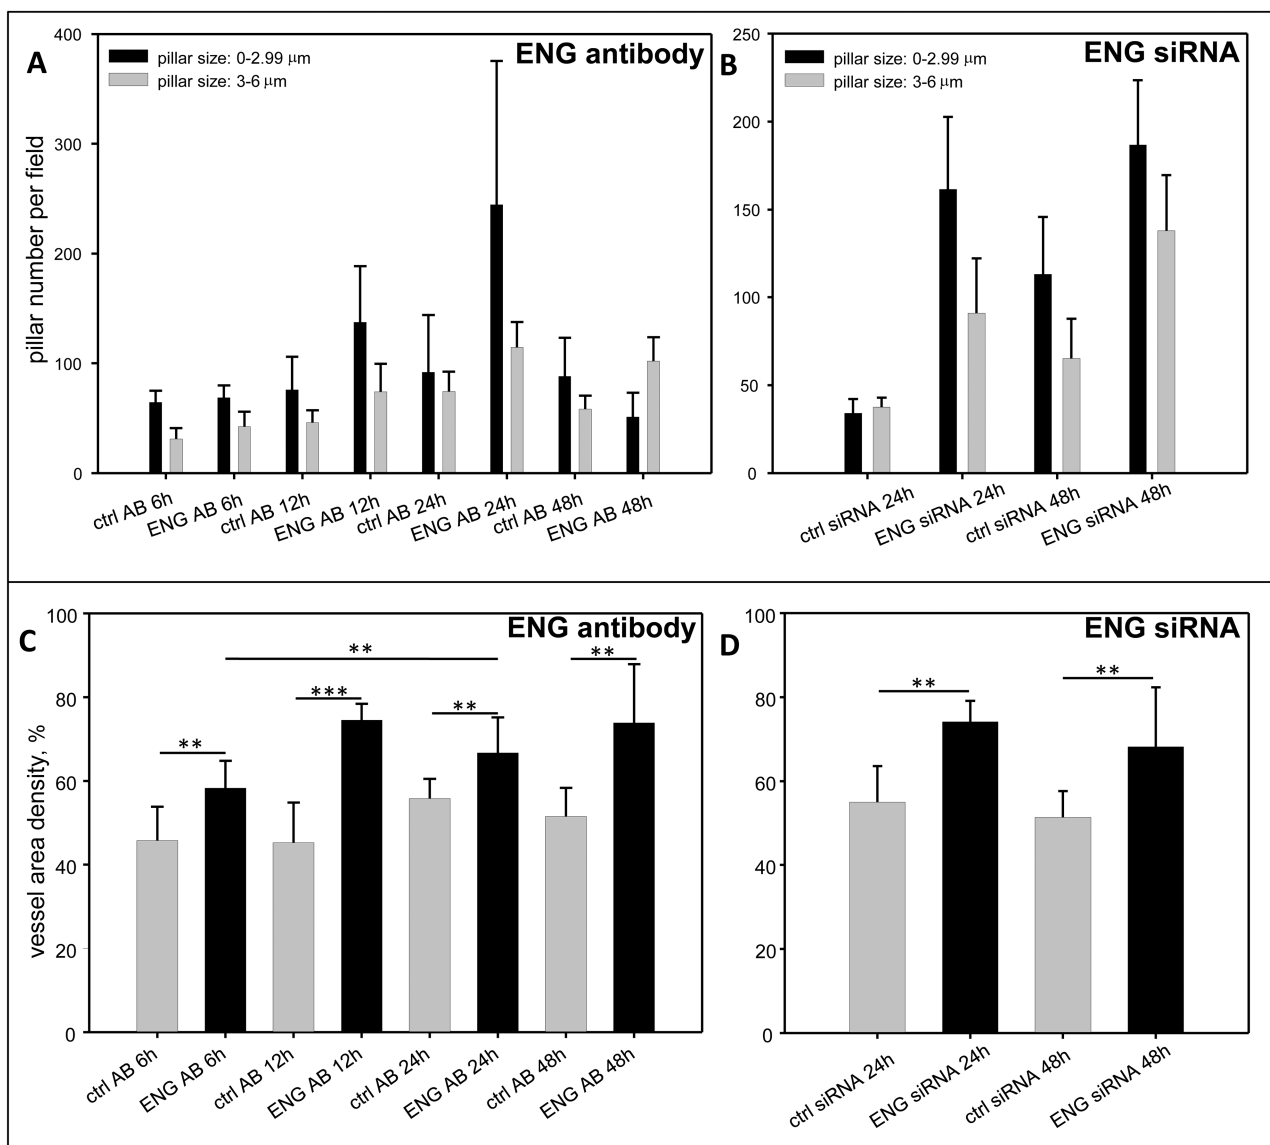 A
ENG antibody
pillar size: 0-2.99 μm
pillar size: 3-6 μm
pillar number per field
400
300
200
100
0
ctrl AB 6h
ENG AB 6h
ctrl AB 12h
ENG AB 12h
ctrl AB 24h
ENG AB 24h
ctrl AB 48h
ENG AB 48h
B
ENG siRNA
pillar size: 0-2.99 μm
pillar size: 3-6 μm
250
200
150
100
50
0
ctrl siRNA 24h
ENG siRNA 24h
ctrl siRNA 48h
ENG siRNA 48h
C
ENG antibody
vessel area density, %
100
80
60
40
20
0
**
***
**
**
**
ctrl AB 6h
ENG AB 6h
ctrl AB 12h
ENG AB 12h
ctrl AB 24h
ENG AB 24h
ctrl AB 48h
ENG AB 48h
D
ENG siRNA
100
80
60
40
20
0
**
**
ctrl siRNA 24h
ENG siRNA 24h
ctrl siRNA 48h
ENG siRNA 48h